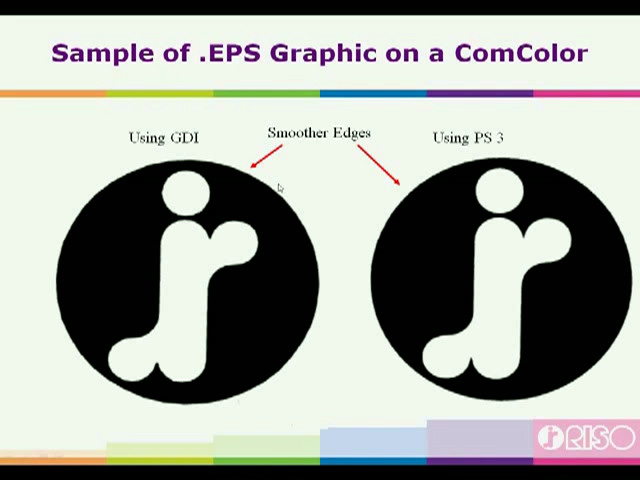 Sample of .EPS Graphic on a ComColor
Using GDI
Smoother Edges
Using PS 3
RISO